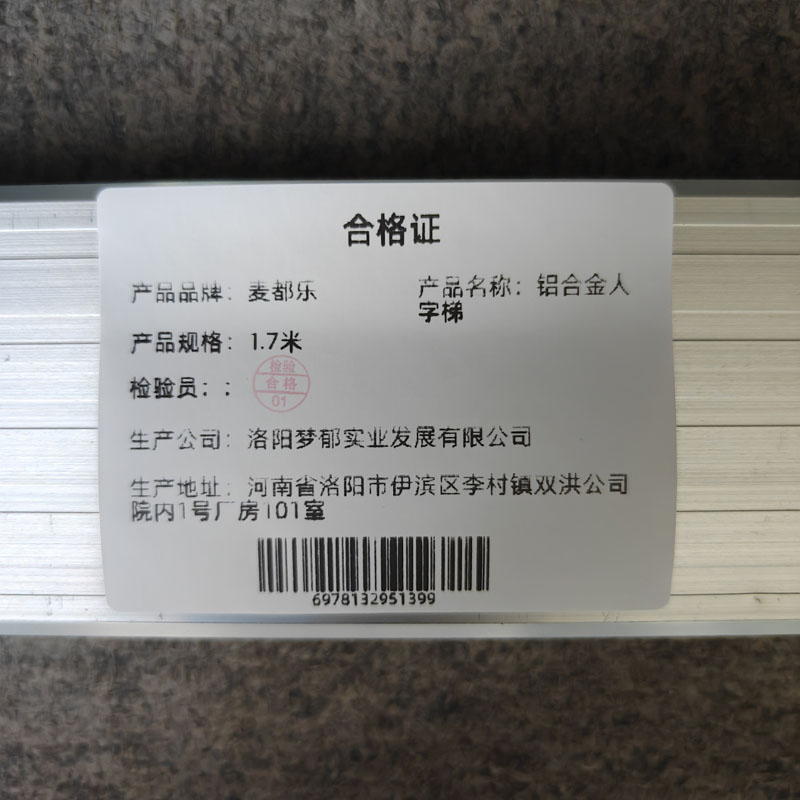 合格证
产品品牌：麦都乐
产品名称：铝合金人
字梯
产品规格：1.7米
检验员：：
检验
合格
01
生产公司：洛阳梦郁实业发展有限公司
生产地址：河南省洛阳市伊滨区李村镇双洪公司
院内1号厂房101室
6978132951399